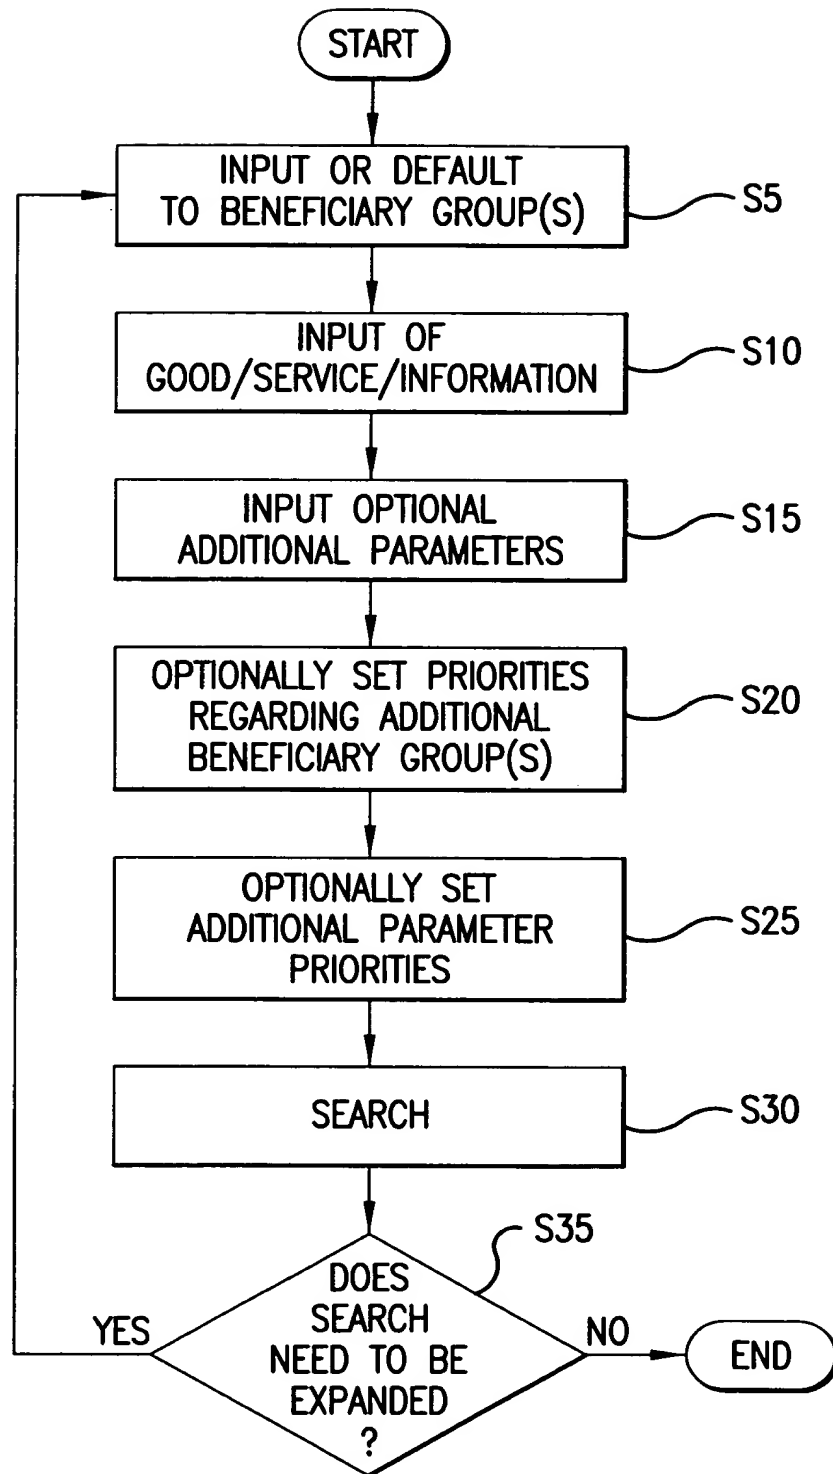 START
INPUT OR DEFAULT
TO BENEFICIARY GROUP(S)
S5
INPUT OF
GOOD/SERVICE/INFORMATION
S10
INPUT OPTIONAL
ADDITIONAL PARAMETERS
S15
OPTIONALLY SET PRIORITIES
REGARDING ADDITIONAL
BENEFICIARY GROUP(S)
S20
OPTIONALLY SET
ADDITIONAL PARAMETER
PRIORITIES
S25
SEARCH
S30
S35
DOES
SEARCH
NEED TO BE
EXPANDED
?
YES
NO
END